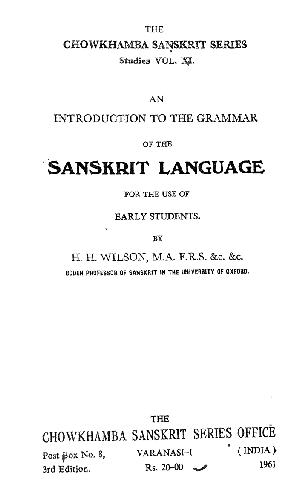 THE
CHOWKHAMBA SANSKRIT SERIES
Studies VOL. XI.
AN
INTRODUCTION TO THE GRAMMAR
OF THE
SANSKRIT LANGUAGE
FOR THE USE OF
EARLY STUDENTS.
BY
H. H. WILSON, M.A. F.R.S. &c. &c.
BODEN PROFESSOR OF SANSKRIT IN THE UNIVERSITY OF OXFORD.
THE
CHOWKHAMBA SANSKRIT SERIES OFFICE
Post Box No. 8, VARANASI-1 ( INDIA )
3rd Edition. Rs. 20-00 1961